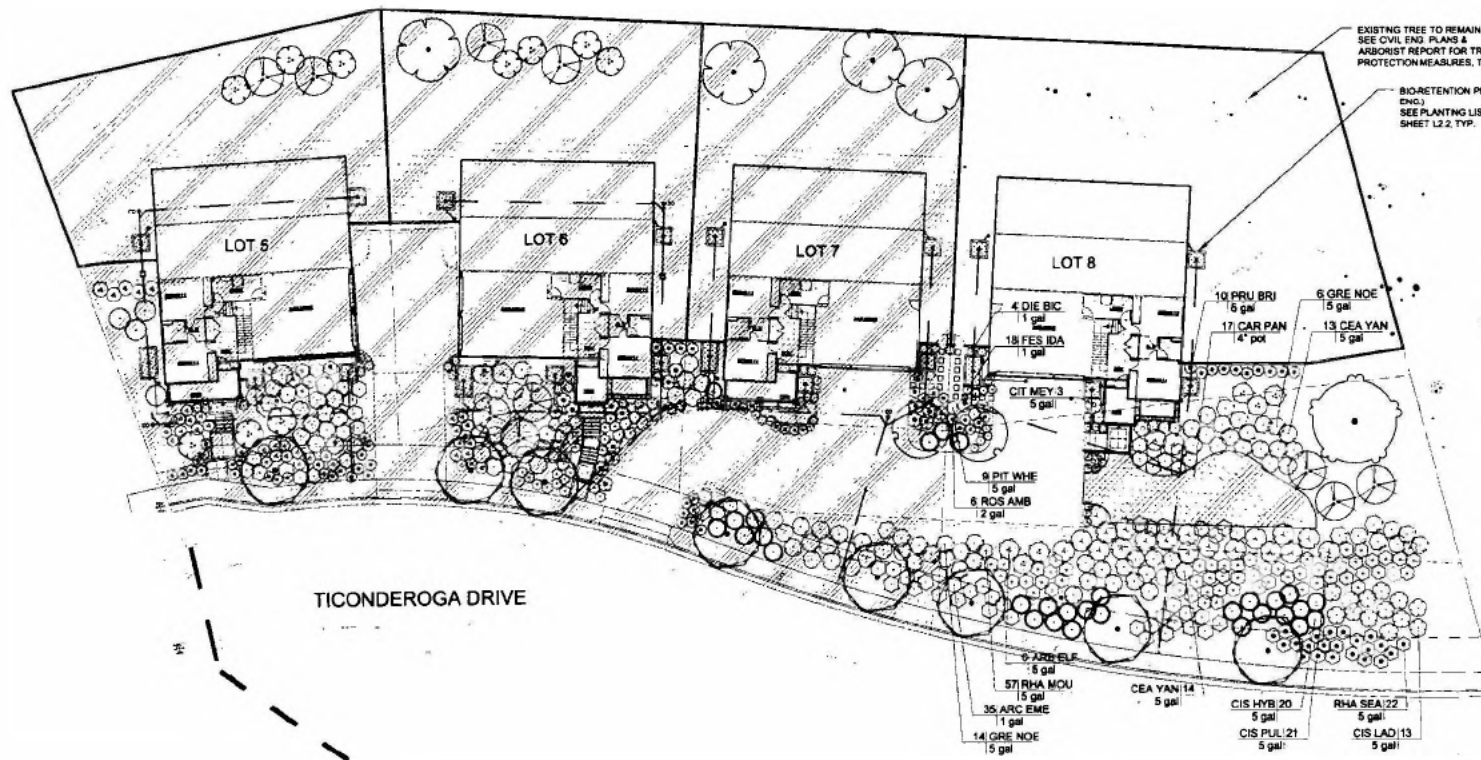 EXISTING TREE TO REMAIN
SEE CIVIL ENG. PLANS &
ARBORIST REPORT FOR TR
PROTECTION MEASURES, T
BIO-RETENTION P
ENG.)
SEE PLANTING LIS
SHEET L2.2, TYP.
LOT 5
LOT 6
LOT 7
LOT 8
4 DIE BIC
1 gal
18 FES IDA
1 gal
CIT MEY 3
5 gal
10 PRU BRI
5 gal
17 CAR PAN
4" pot
6 GRE NOE
5 gal
13 CEA YAN
5 gal
9 PIT WHE
5 gal
6 ROS AMB
2 gal
TICONDEROGA DRIVE
6 ARB ELF
5 gal
57 RHA MOU
5 gal
35 ARC EME
1 gal
14 GRE NOE
5 gal
CEA YAN 14
5 gal
CIS HYB 20
5 gal
CIS PUL 21
5 gal
RHA SEA 22
5 gal
CIS LAD 13
5 gal